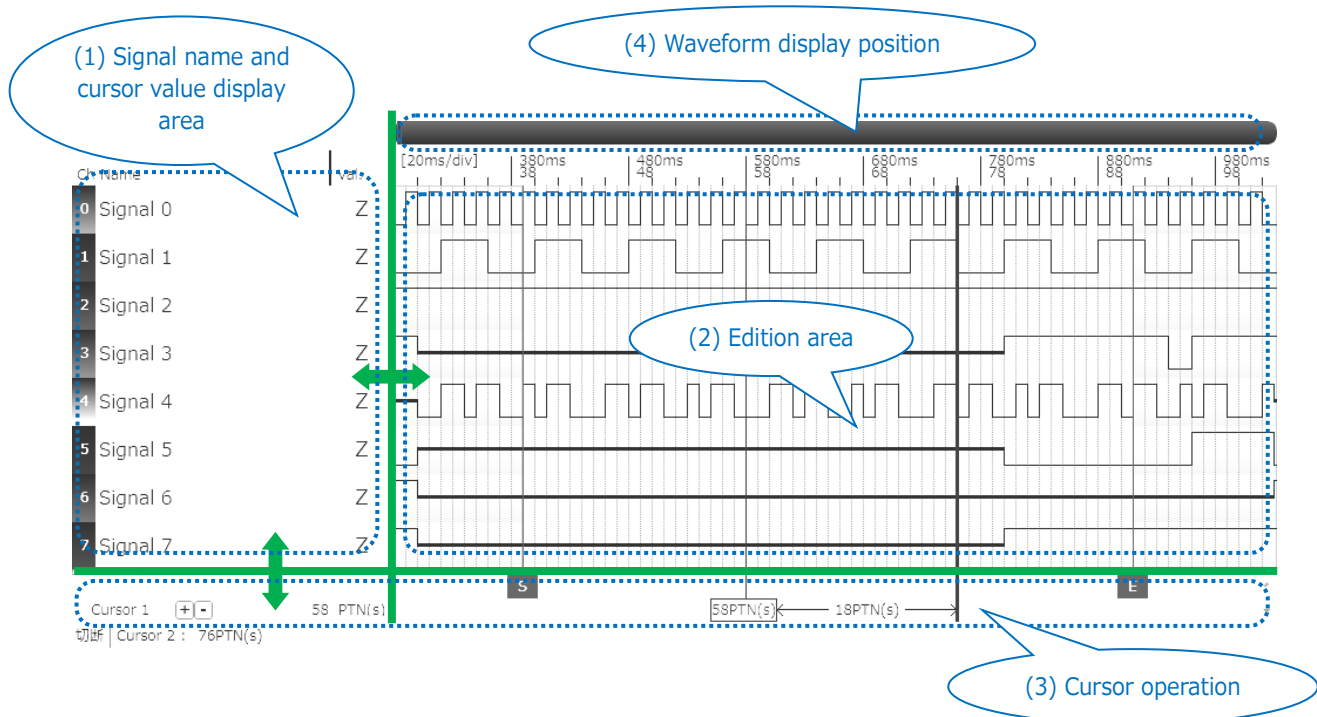 (1) Signal name and
cursor value display
area
(4) Waveform display position
[20ms/div] 380ms 480ms 580ms 680ms 780ms 880ms 980ms
38 48 58 68 78 88 98
Ch Name Val.
0 Signal 0 Z
1 Signal 1 Z
2 Signal 2 Z
(2) Edition area
3 Signal 3 Z
4 Signal 4 Z
5 Signal 5 Z
6 Signal 6 Z
7 Signal 7 Z
S E
Cursor 1 + - 58 PTN(s) 58PTN(s) 18PTN(s)
切断 Cursor 2 : 76PTN(s)
(3) Cursor operation